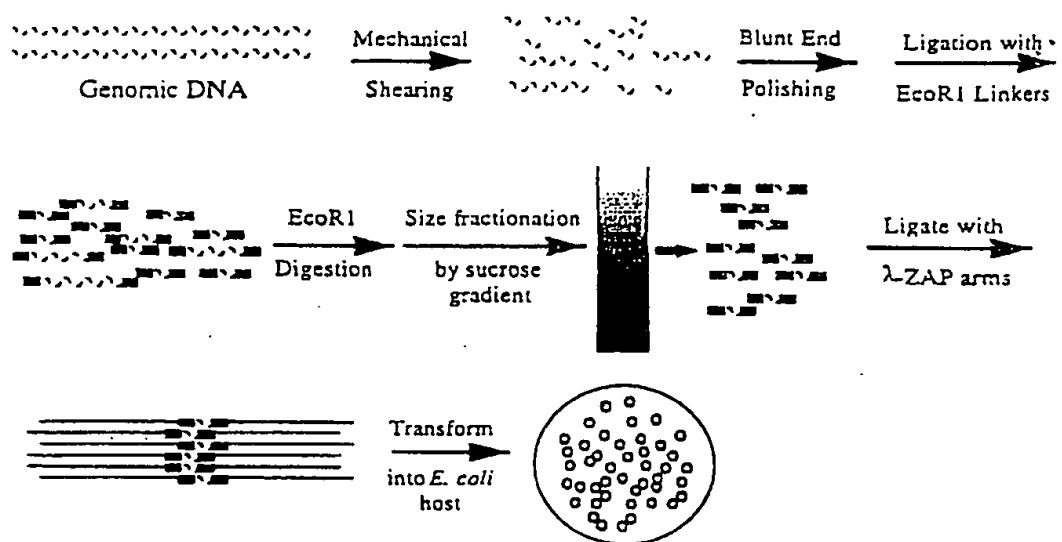 Genomic DNA
Mechanical
Shearing
Blunt End
Polishing
Ligation with
EcoR1 Linkers
EcoR1
Digestion
Size fractionation
by sucrose
gradient
Ligate with
λ-ZAP arms
Transform
into E. coli
host